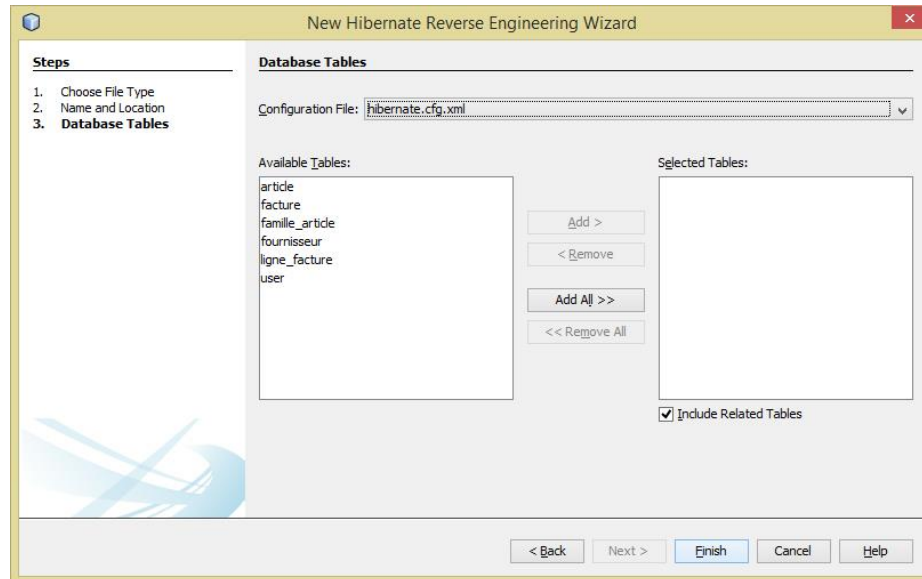 New Hibernate Reverse Engineering Wizard
Steps
1. Choose File Type
2. Name and Location
3. Database Tables
Database Tables
Configuration File: hibernate.cfg.xml
Available Tables:
article
facture
famille_article
fournisseur
ligne_facture
user
Add >
< Remove
Add All >>
<< Remove All
Selected Tables:
Include Related Tables
< Back
Next >
Finish
Cancel
Help